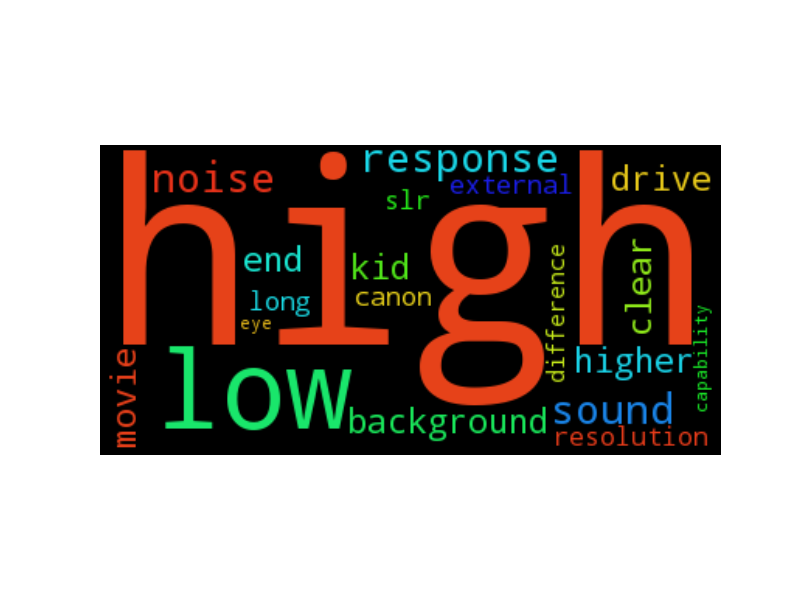 high
response
noise
external
drive
slr
end
kid
long
canon
eye
difference
clear
capability
low
higher
movie
background
sound
resolution